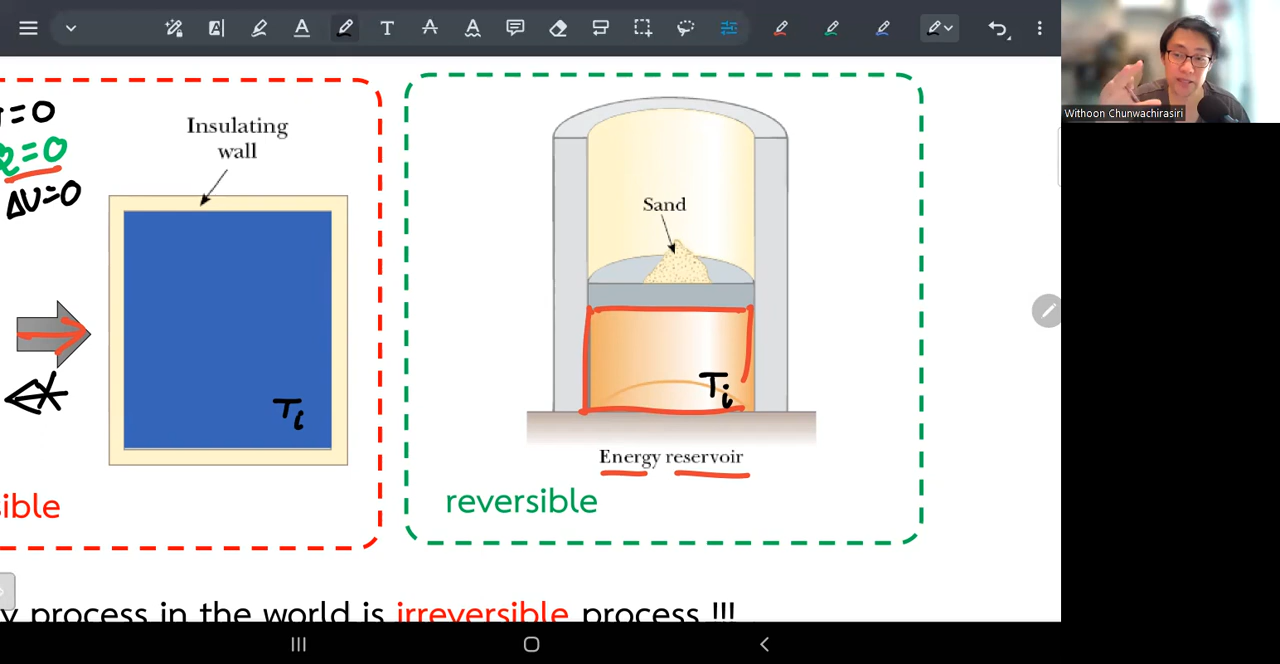 Withoon Chunwachirasiri
=0
=0
ΔU=0
Insulating
wall
Ti
Sand
Ti
Energy reservoir
sible
reversible
y process in the world is irreversible process !!!